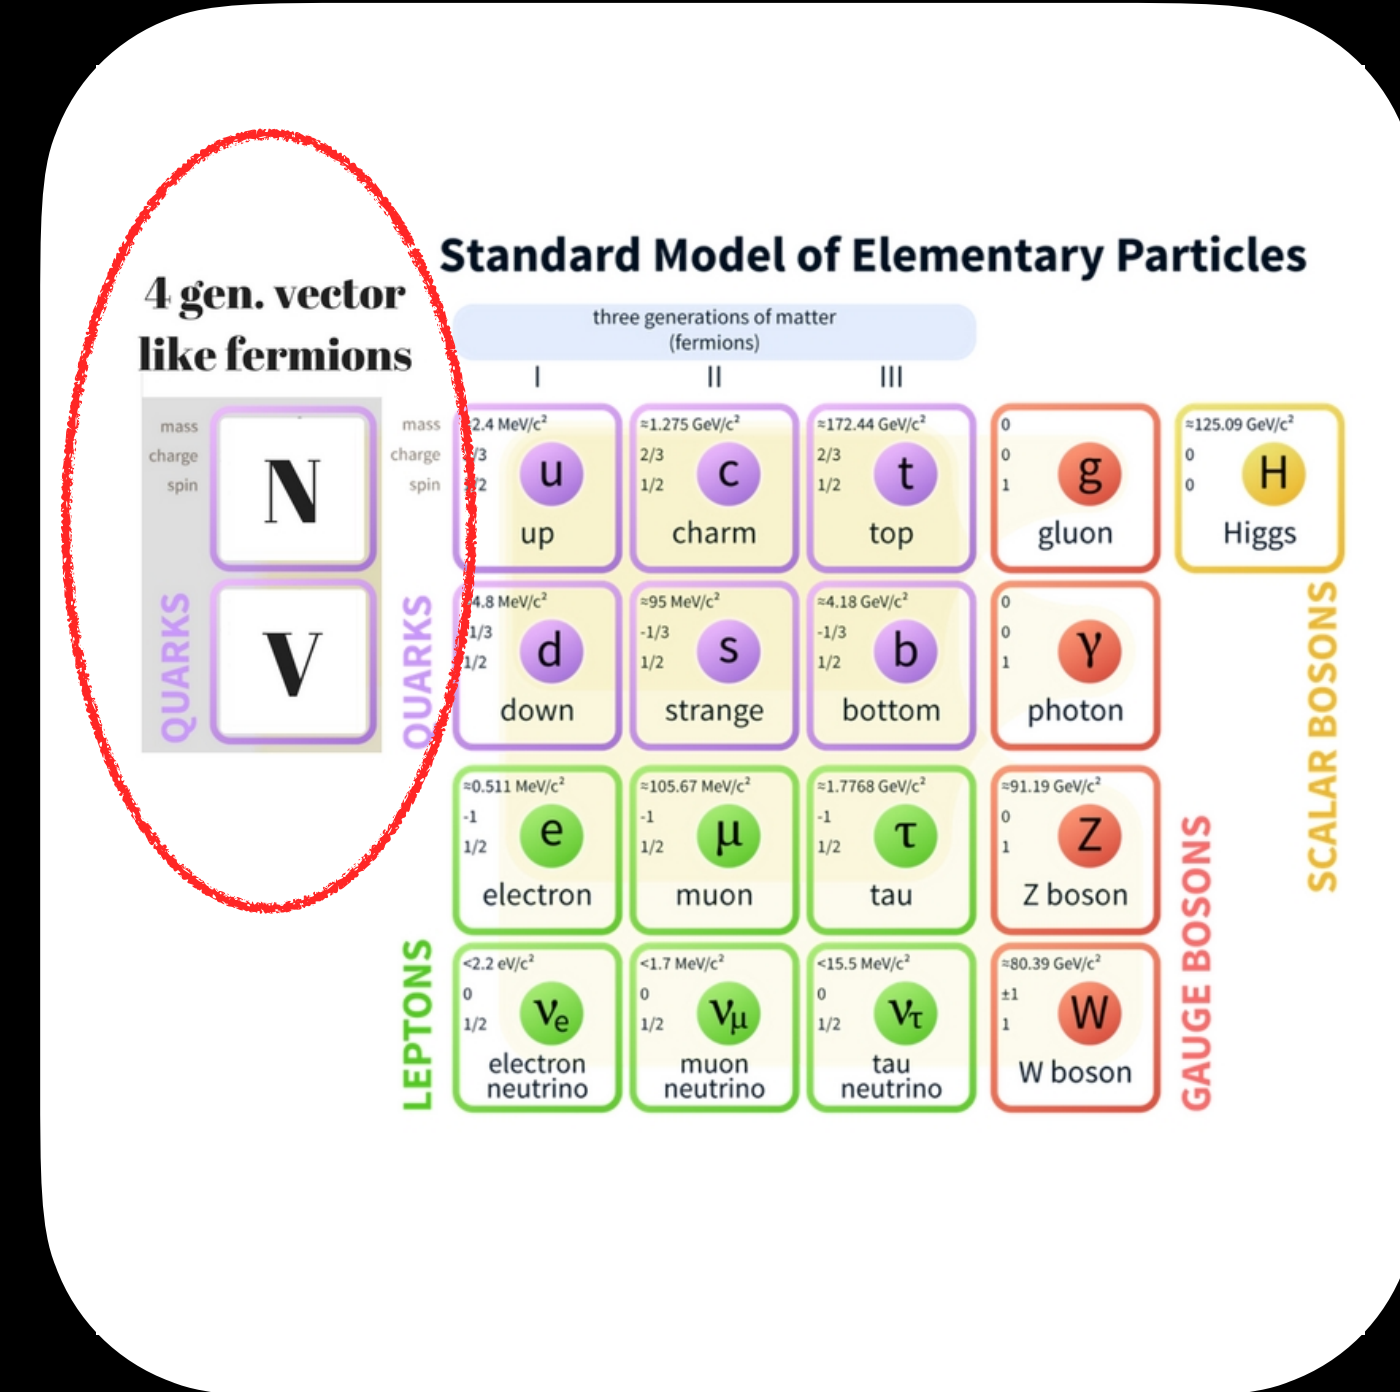 4 gen. vector
like fermions
mass
charge
spin
N
QUARKS
V
Standard Model of Elementary Particles
three generations of matter
(fermions)
I II III
mass
charge
spin
QUARKS
2.4 MeV/c²
/3
/2
u
up
≈1.275 GeV/c²
2/3
1/2
c
charm
≈172.44 GeV/c²
2/3
1/2
t
top
0
0
1
g
gluon
≈125.09 GeV/c²
0
0
H
Higgs
4.8 MeV/c²
1/3
1/2
d
down
≈95 MeV/c²
-1/3
1/2
s
strange
≈4.18 GeV/c²
-1/3
1/2
b
bottom
0
0
1
γ
photon
SCALAR BOSONS
LEPTONS
≈0.511 MeV/c²
-1
1/2
e
electron
≈105.67 MeV/c²
-1
1/2
μ
muon
≈1.7768 GeV/c²
-1
1/2
τ
tau
≈91.19 GeV/c²
0
1
Z
Z boson
GAUGE BOSONS
<2.2 eV/c²
0
1/2
νe
electron
neutrino
<1.7 MeV/c²
0
1/2
νμ
muon
neutrino
<15.5 MeV/c²
0
1/2
ντ
tau
neutrino
≈80.39 GeV/c²
±1
1
W
W boson